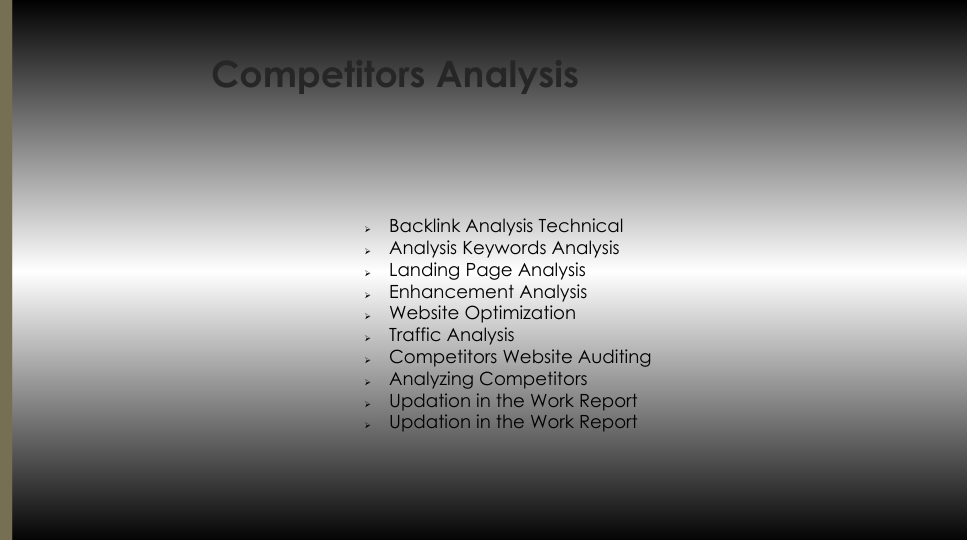 Competitors Analysis
➢ Backlink Analysis Technical
➢ Analysis Keywords Analysis
➢ Landing Page Analysis
➢ Enhancement Analysis
➢ Website Optimization
➢ Traffic Analysis
➢ Competitors Website Auditing
➢ Analyzing Competitors
➢ Updation in the Work Report
➢ Updation in the Work Report